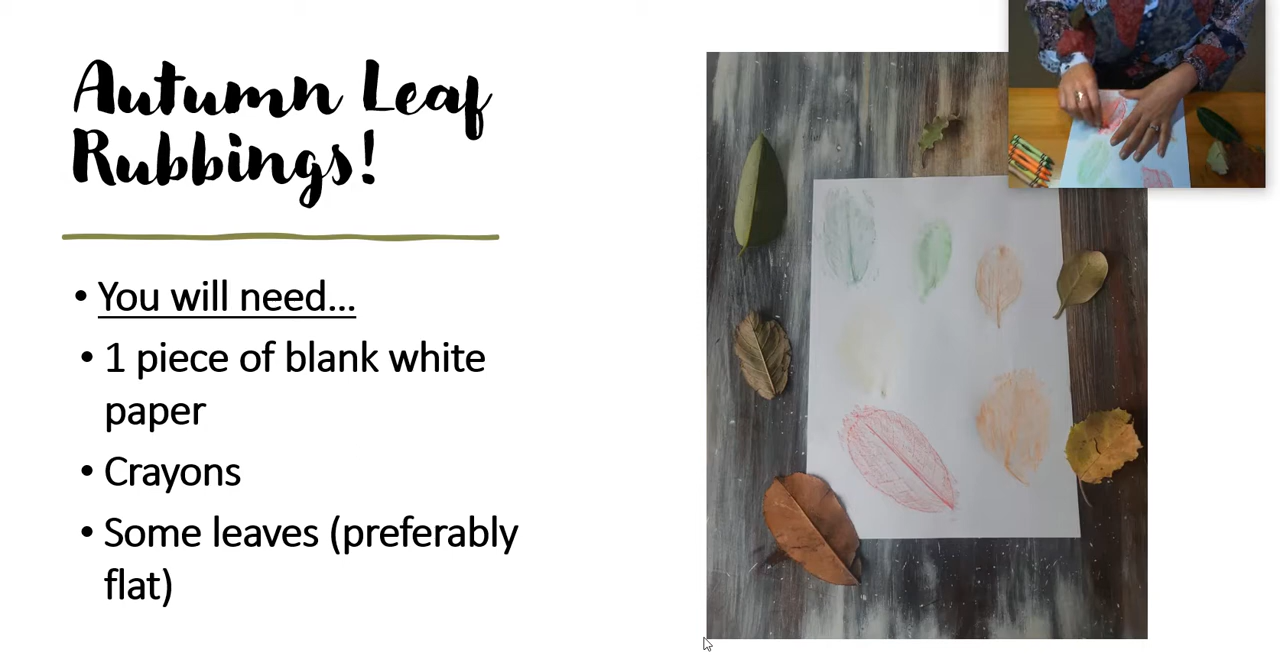 Autumn Leaf
Rubbings!
• You will need...
• 1 piece of blank white
paper
• Crayons
• Some leaves (preferably
flat)